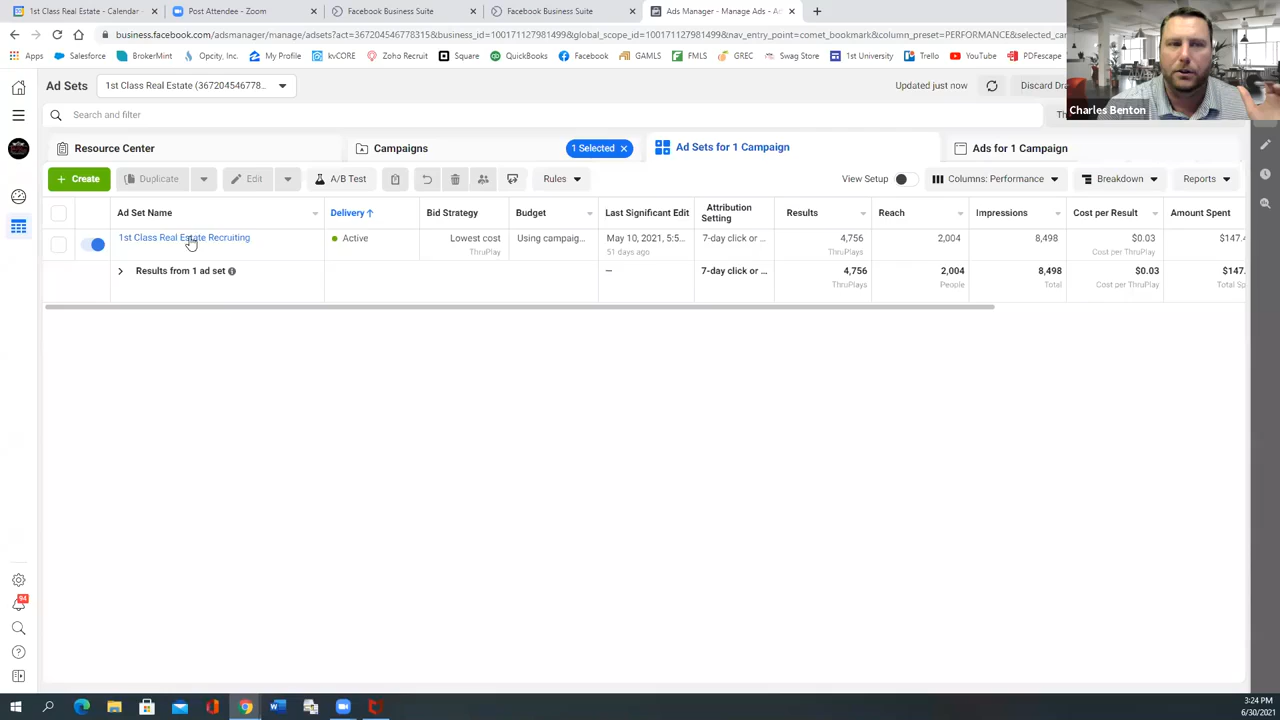 1st Class Real Estate - Calendar
Post Attendee - Zoom
Facebook Business Suite
Facebook Business Suite
Ads Manager - Manage Ads - Ad
business.facebook.com/adsmanager/manage/adsets?act=367204546778315&global_scope_id=100171127981499&nav_entry_point=comet_bookmark&column_preset=PERFORMANCE&selected_ca
Apps Salesforce BrokerMint Opcity, Inc. Manage Profile kvCORE Zoho Recruit Square QuickBooks Facebook GAMLS FMLS GREC Swag Store 1st University Trello YouTube PDFescape
Charles Benton
Ad Sets 1st Class Real Estate (367204546778... Updated just now Discard Dr
Search and filter
Resource Center Campaigns 1 Selected Ad Sets for 1 Campaign Ads for 1 Campaign
+ Create Duplicate Edit A/B Test Rules View Setup Columns: Performance Breakdown Reports
Ad Set Name Delivery ↑ Bid Strategy Budget Last Significant Edit Attribution Setting Results Reach Impressions Cost per Result Amount Spent
1st Class Real Estate Recruiting Active Lowest cost Using campaig... May 10, 2021, 5:5... 7-day click or ... 4,756 2,004 8,498 $0.03 $147.4
ThruPlay 51 days ago ThruPlays Cost per ThruPlay
Results from 1 ad set — 7-day click or ... 4,756 2,004 8,498 $0.03 $147.
ThruPlays People Total Cost per ThruPlay Total Sp
94
3:24 PM
6/30/2021